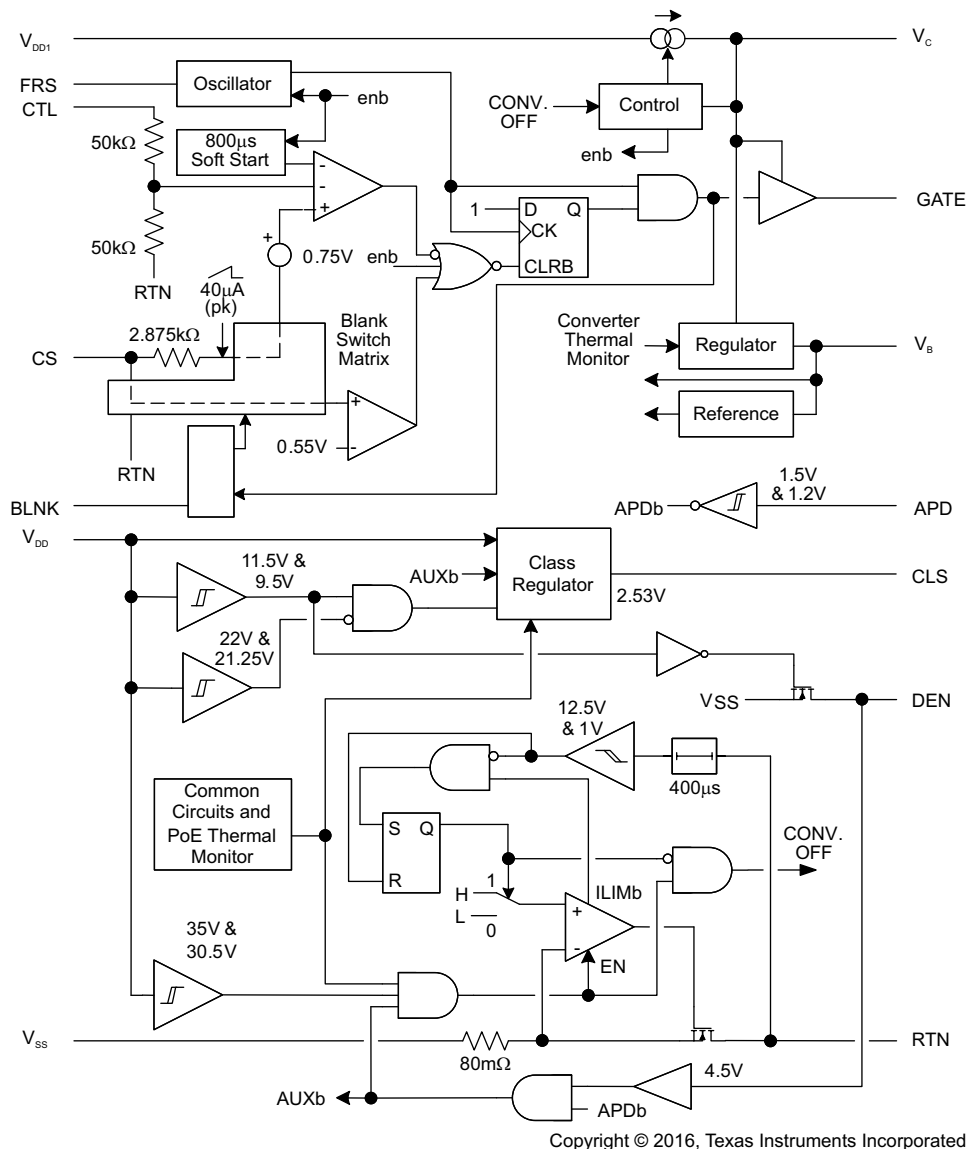 V_DD1
V_C
FRS
Oscillator
enb
CTL
CONV.
OFF
Control
50kΩ
800μs
Soft Start
enb
-
-
+
GATE
1
D
Q
CK
CLRB
50kΩ
+
0.75V
enb
RTN
40μA
(pk)
2.875kΩ
Blank
Switch
Matrix
Converter
Thermal
Monitor
Regulator
V_B
CS
+
-
Reference
0.55V
RTN
BLNK
1.5V
& 1.2V
APDb
APD
V_DD
11.5V &
9.5V
AUXb
Class
Regulator
2.53V
CLS
22V &
21.25V
VSS
DEN
12.5V
& 1V
400μs
Common
Circuits and
PoE Thermal
Monitor
S
Q
R
CONV.
OFF
H
1
L
0
ILIMb
+
-
EN
35V &
30.5V
V_SS
80mΩ
RTN
4.5V
AUXb
APDb
Copyright © 2016, Texas Instruments Incorporated